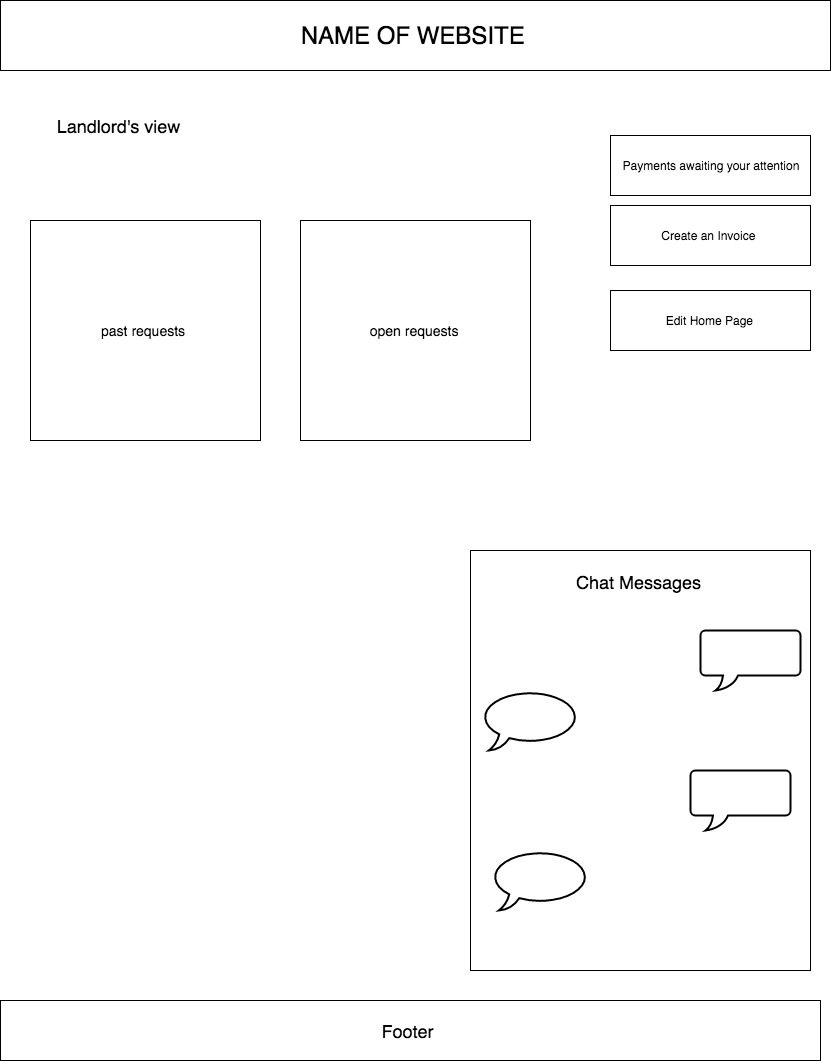 NAME OF WEBSITE
Landlord's view
Payments awaiting your attention
Create an Invoice
Edit Home Page
past requests
open requests
Chat Messages
Footer